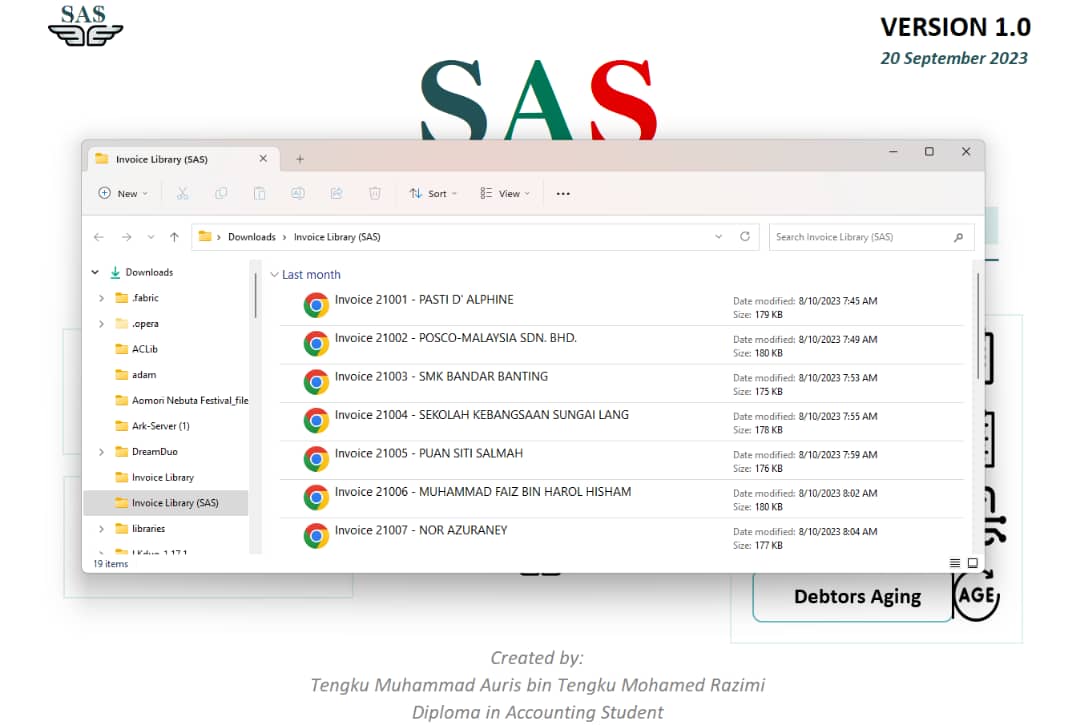 SAS
VERSION 1.0
20 September 2023
SAS
Invoice Library (SAS)
New
Sort
View
Downloads > Invoice Library (SAS)
Search Invoice Library (SAS)
Downloads
.fabric
.opera
ACLib
adam
Aomori Nebuta Festival_file
Ark-Server (1)
DreamDuo
Invoice Library
Invoice Library (SAS)
libraries
19 items
Last month
Invoice 21001 - PASTI D' ALPHINE
Date modified: 8/10/2023 7:45 AM
Size: 179 KB
Invoice 21002 - POSCO-MALAYSIA SDN. BHD.
Date modified: 8/10/2023 7:49 AM
Size: 180 KB
Invoice 21003 - SMK BANDAR BANTING
Date modified: 8/10/2023 7:53 AM
Size: 175 KB
Invoice 21004 - SEKOLAH KEBANGSAAN SUNGAI LANG
Date modified: 8/10/2023 7:55 AM
Size: 178 KB
Invoice 21005 - PUAN SITI SALMAH
Date modified: 8/10/2023 7:59 AM
Size: 176 KB
Invoice 21006 - MUHAMMAD FAIZ BIN HAROL HISHAM
Date modified: 8/10/2023 8:02 AM
Size: 180 KB
Invoice 21007 - NOR AZURANEY
Date modified: 8/10/2023 8:04 AM
Size: 177 KB
Debtors Aging
AGE
Created by:
Tengku Muhammad Auris bin Tengku Mohamed Razimi
Diploma in Accounting Student